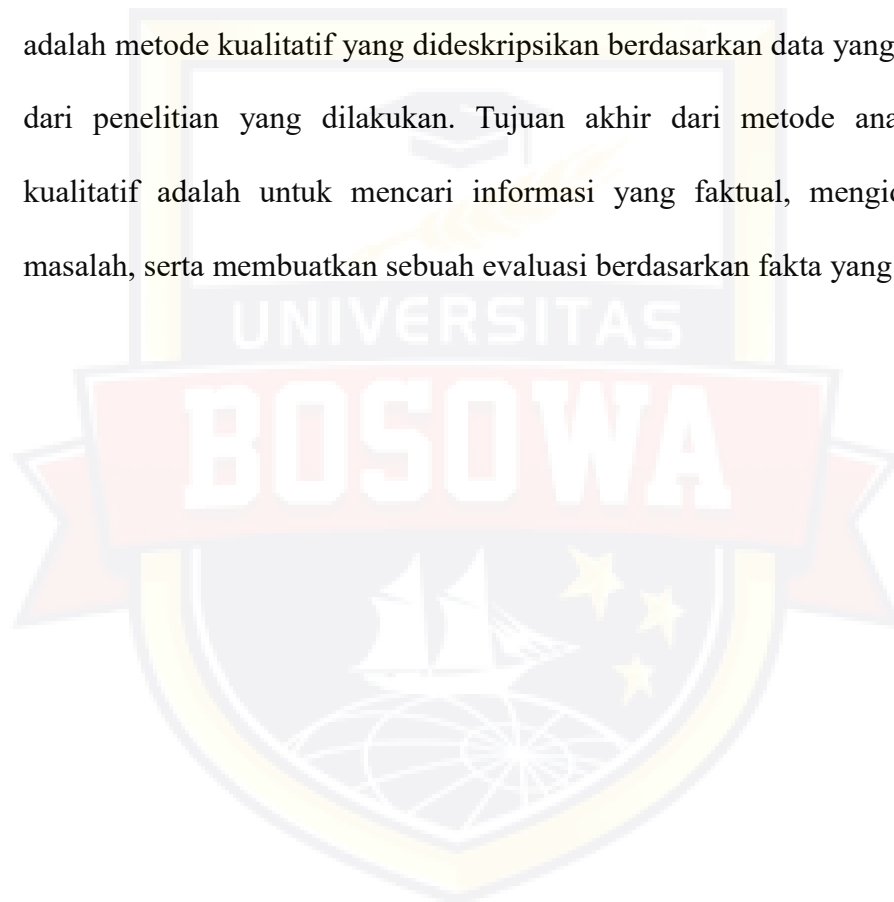 adalah metode kualitatif yang dideskripsikan berdasarkan data yang
dari penelitian yang dilakukan. Tujuan akhir dari metode
kualitatif adalah untuk mencari informasi yang faktual,
masalah, serta membuatkan sebuah evaluasi berdasarkan fakta yang
UNIVERSITAS
BOSOWA